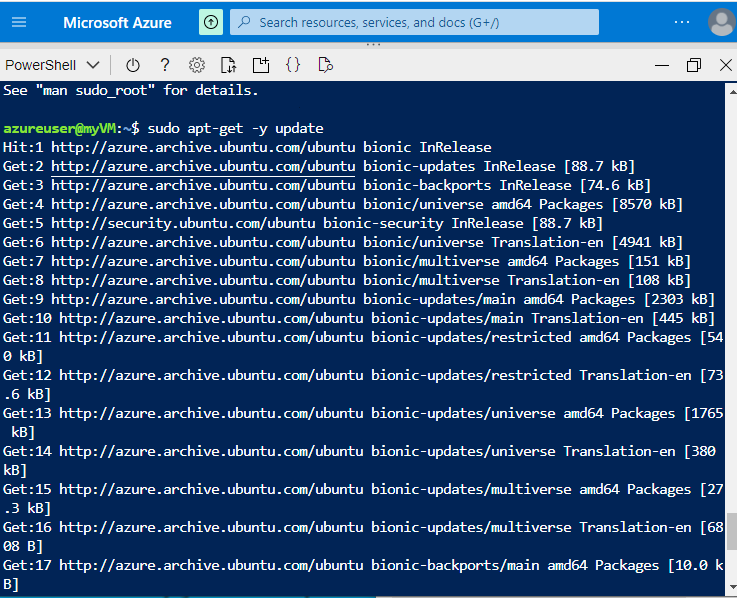 Microsoft Azure
Search resources, services, and docs (G+/)
PowerShell
See "man sudo_root" for details.
azureuser@myVM:~$ sudo apt-get -y update
Hit:1 http://azure.archive.ubuntu.com/ubuntu bionic InRelease
Get:2 http://azure.archive.ubuntu.com/ubuntu bionic-updates InRelease [88.7 kB]
Get:3 http://azure.archive.ubuntu.com/ubuntu bionic-backports InRelease [74.6 kB]
Get:4 http://azure.archive.ubuntu.com/ubuntu bionic/universe amd64 Packages [8570 kB]
Get:5 http://security.ubuntu.com/ubuntu bionic-security InRelease [88.7 kB]
Get:6 http://azure.archive.ubuntu.com/ubuntu bionic/universe Translation-en [4941 kB]
Get:7 http://azure.archive.ubuntu.com/ubuntu bionic/multiverse amd64 Packages [151 kB]
Get:8 http://azure.archive.ubuntu.com/ubuntu bionic/multiverse Translation-en [108 kB]
Get:9 http://azure.archive.ubuntu.com/ubuntu bionic-updates/main amd64 Packages [2303 kB]
Get:10 http://azure.archive.ubuntu.com/ubuntu bionic-updates/main Translation-en [445 kB]
Get:11 http://azure.archive.ubuntu.com/ubuntu bionic-updates/restricted amd64 Packages [54
0 kB]
Get:12 http://azure.archive.ubuntu.com/ubuntu bionic-updates/restricted Translation-en [73
.6 kB]
Get:13 http://azure.archive.ubuntu.com/ubuntu bionic-updates/universe amd64 Packages [1765
kB]
Get:14 http://azure.archive.ubuntu.com/ubuntu bionic-updates/universe Translation-en [380
kB]
Get:15 http://azure.archive.ubuntu.com/ubuntu bionic-updates/multiverse amd64 Packages [27
.3 kB]
Get:16 http://azure.archive.ubuntu.com/ubuntu bionic-updates/multiverse Translation-en [68
08 B]
Get:17 http://azure.archive.ubuntu.com/ubuntu bionic-backports/main amd64 Packages [10.0 k
B]